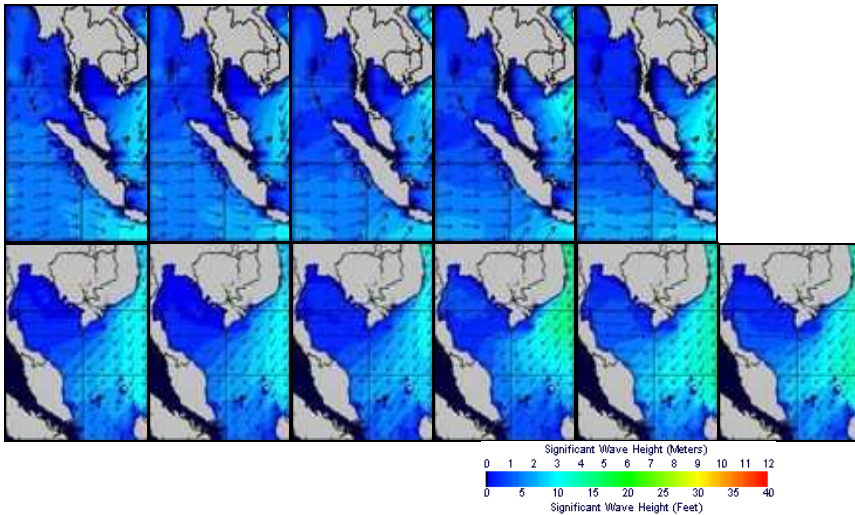 Significant Wave Height (Meters)
0 1 2 3 4 5 6 7 8 9 10 11 12
0 5 10 15 20 25 30 35 40
Significant Wave Height (Feet)